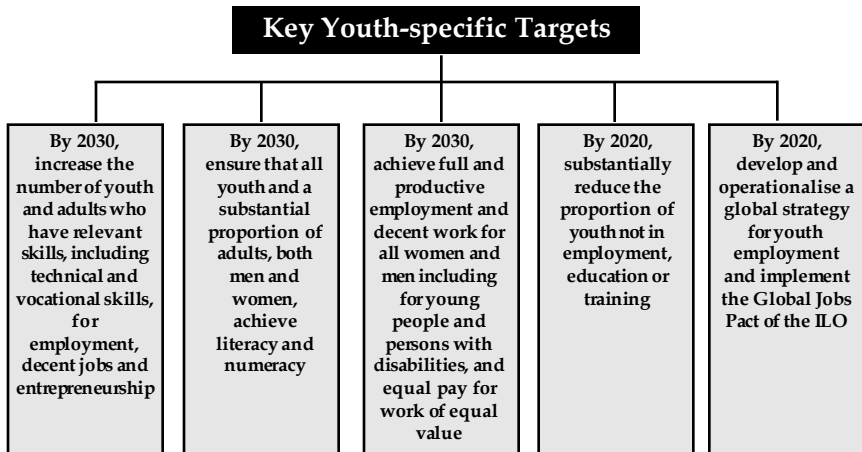 Key Youth-specific Targets
By 2030,
increase the
number of youth
and adults who
have relevant
skills, including
technical and
vocational skills,
for
employment,
decent jobs and
entrepreneurship
By 2030,
ensure that all
youth and a
substantial
proportion of
adults, both
men and
women,
achieve
literacy and
numeracy
By 2030,
achieve full and
productive
employment and
decent work for
all women and
men including
for young
people and
persons with
disabilities, and
equal pay for
work of equal
value
By 2020,
substantially
reduce the
proportion of
youth not in
employment,
education or
training
By 2020,
develop and
operationalise a
global strategy
for youth
employment
and implement
the Global Jobs
Pact of the ILO